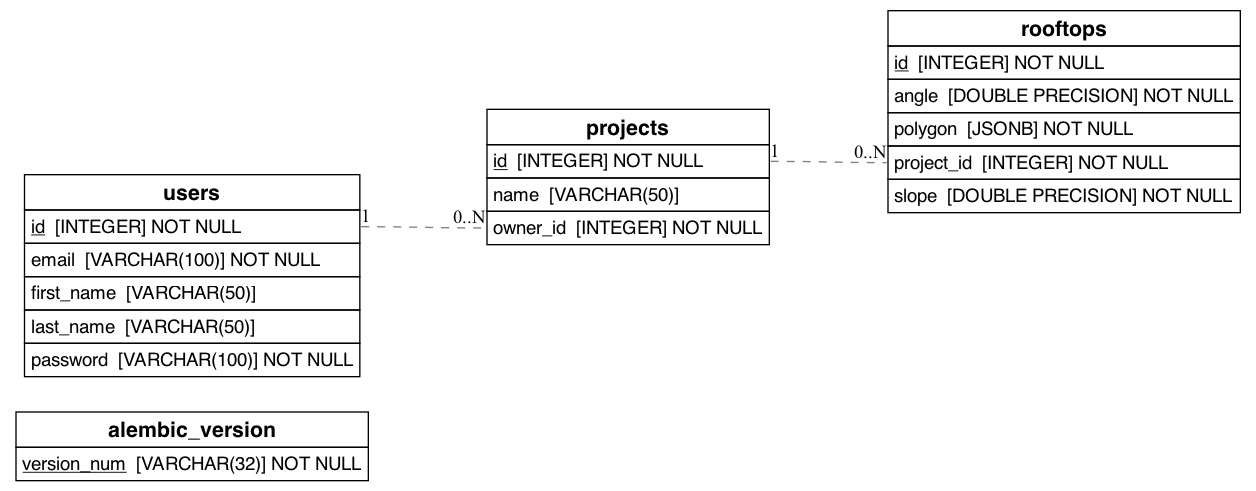 rooftops
id [INTEGER] NOT NULL
angle [DOUBLE PRECISION] NOT NULL
polygon [JSONB] NOT NULL
project_id [INTEGER] NOT NULL
slope [DOUBLE PRECISION] NOT NULL
projects
id [INTEGER] NOT NULL
name [VARCHAR(50)]
owner_id [INTEGER] NOT NULL
1
0..N
users
id [INTEGER] NOT NULL
email [VARCHAR(100)] NOT NULL
first_name [VARCHAR(50)]
last_name [VARCHAR(50)]
password [VARCHAR(100)] NOT NULL
1
0..N
alembic_version
version_num [VARCHAR(32)] NOT NULL